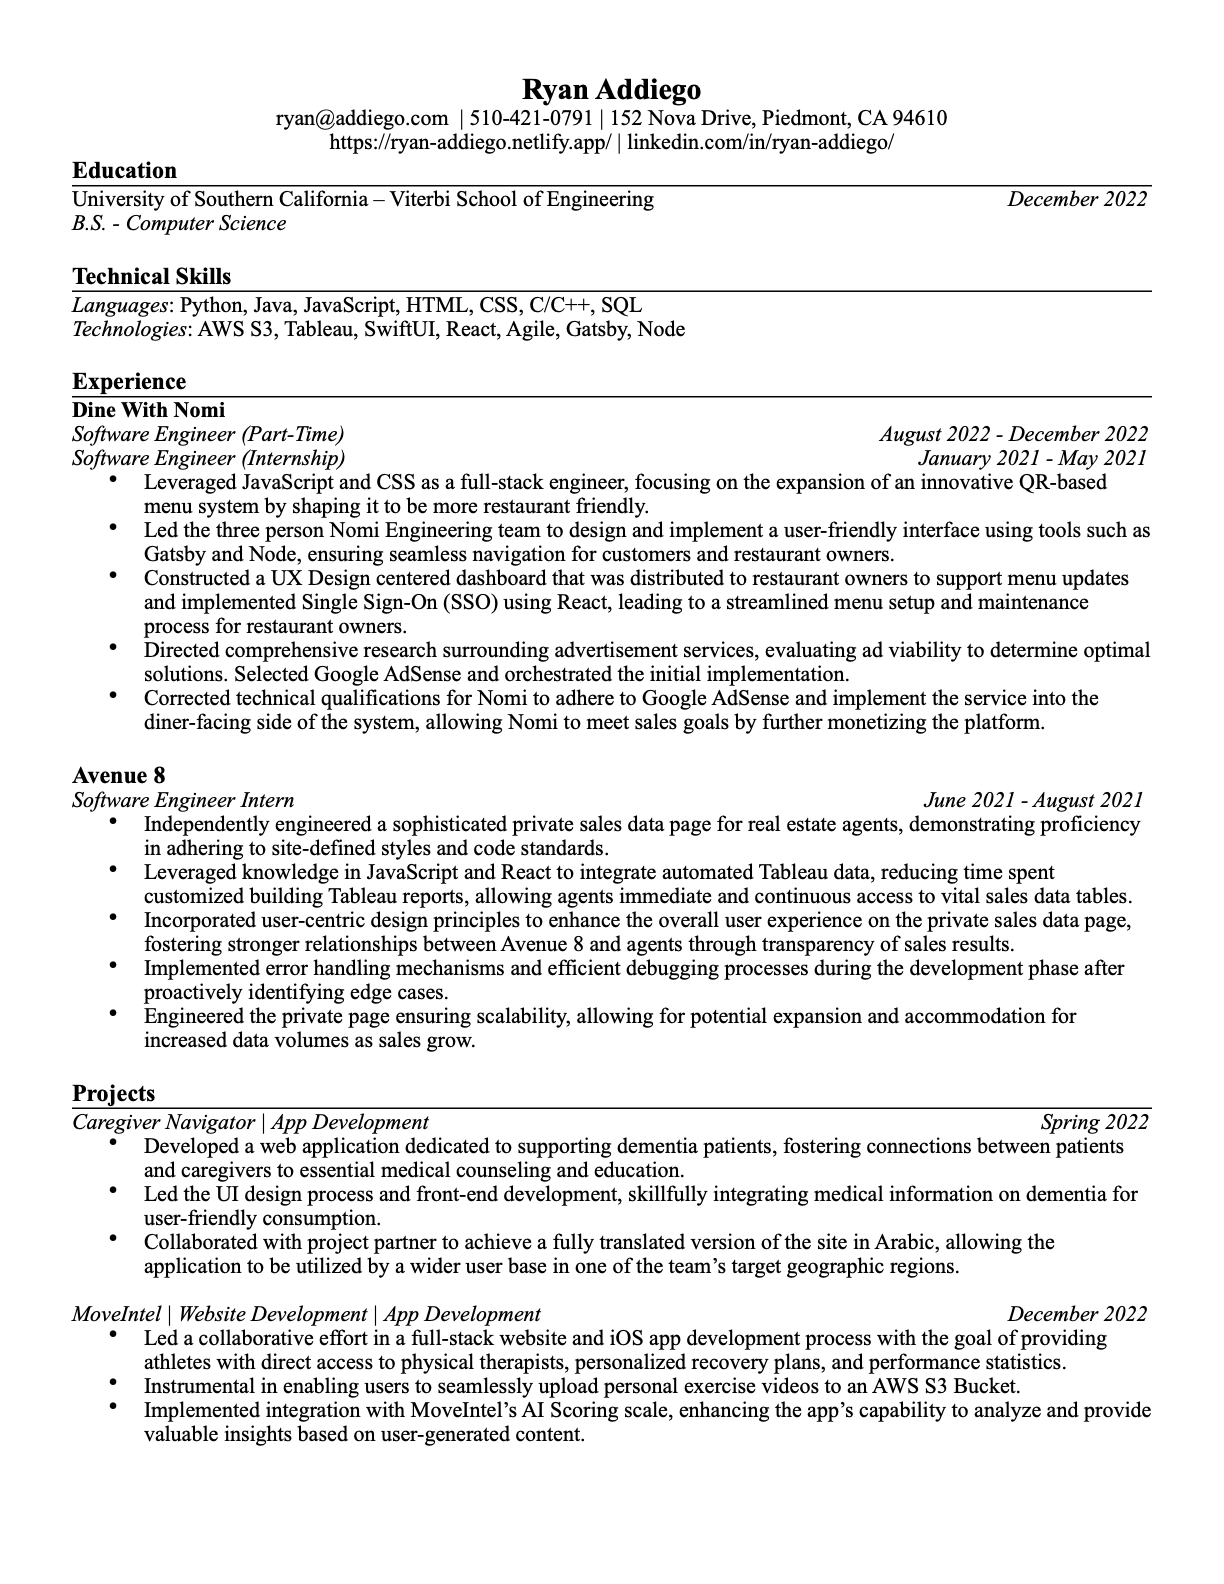 Ryan Addiego
ryan@addiego.com | 510-421-0791 | 152 Nova Drive, Piedmont, CA 94610
https://ryan-addiego.netlify.app/ | linkedin.com/in/ryan-addiego/
Education
University of Southern California – Viterbi School of Engineering December 2022
B.S. - Computer Science
Technical Skills
Languages: Python, Java, JavaScript, HTML, CSS, C/C++, SQL
Technologies: AWS S3, Tableau, SwiftUI, React, Agile, Gatsby, Node
Experience
Dine With Nomi
Software Engineer (Part-Time) August 2022 - December 2022
Software Engineer (Internship) January 2021 - May 2021
• Leveraged JavaScript and CSS as a full-stack engineer, focusing on the expansion of an innovative QR-based
menu system by shaping it to be more restaurant friendly.
• Led the three person Nomi Engineering team to design and implement a user-friendly interface using tools such as
Gatsby and Node, ensuring seamless navigation for customers and restaurant owners.
• Constructed a UX Design centered dashboard that was distributed to restaurant owners to support menu updates
and implemented Single Sign-On (SSO) using React, leading to a streamlined menu setup and maintenance
process for restaurant owners.
• Directed comprehensive research surrounding advertisement services, evaluating ad viability to determine optimal
solutions. Selected Google AdSense and orchestrated the initial implementation.
• Corrected technical qualifications for Nomi to adhere to Google AdSense and implement the service into the
diner-facing side of the system, allowing Nomi to meet sales goals by further monetizing the platform.
Avenue 8
Software Engineer Intern June 2021 - August 2021
• Independently engineered a sophisticated private sales data page for real estate agents, demonstrating proficiency
in adhering to site-defined styles and code standards.
• Leveraged knowledge in JavaScript and React to integrate automated Tableau data, reducing time spent
customized building Tableau reports, allowing agents immediate and continuous access to vital sales data tables.
• Incorporated user-centric design principles to enhance the overall user experience on the private sales data page,
fostering stronger relationships between Avenue 8 and agents through transparency of sales results.
• Implemented error handling mechanisms and efficient debugging processes during the development phase after
proactively identifying edge cases.
• Engineered the private page ensuring scalability, allowing for potential expansion and accommodation for
increased data volumes as sales grow.
Projects
Caregiver Navigator | App Development Spring 2022
• Developed a web application dedicated to supporting dementia patients, fostering connections between patients
and caregivers to essential medical counseling and education.
• Led the UI design process and front-end development, skillfully integrating medical information on dementia for
user-friendly consumption.
• Collaborated with project partner to achieve a fully translated version of the site in Arabic, allowing the
application to be utilized by a wider user base in one of the team’s target geographic regions.
MoveIntel | Website Development | App Development December 2022
• Led a collaborative effort in a full-stack website and iOS app development process with the goal of providing
athletes with direct access to physical therapists, personalized recovery plans, and performance statistics.
• Instrumental in enabling users to seamlessly upload personal exercise videos to an AWS S3 Bucket.
• Implemented integration with MoveIntel’s AI Scoring scale, enhancing the app’s capability to analyze and provide
valuable insights based on user-generated content.